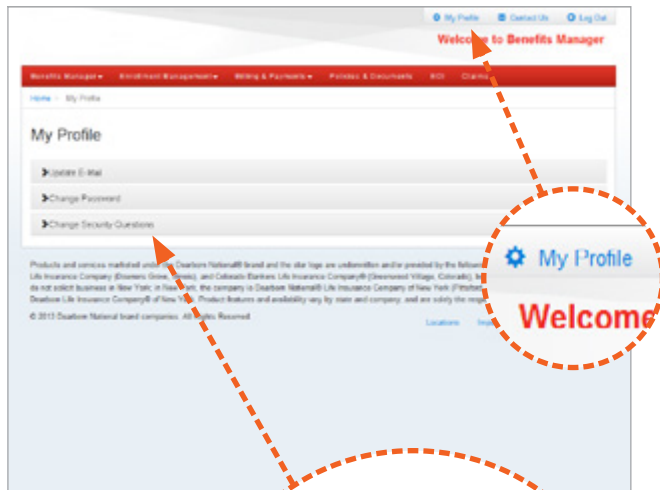 My Profile Contact Us Log Out
Welcome to Benefits Manager
Benefits Manager Enrollment Management Billing & Payments Policies & Documents EOI Claims
Home - My Profile
My Profile
Update E-Mail
Change Password
Change Security Questions
Products and services marketed under the Dearborn National® brand and the star logo are underwritten and/or provided by the following
Life Insurance Company (Downers Grove, Illinois), and Colorado Bankers Life Insurance Company® (Greenwood Village, Colorado),
do not solicit business in New York; in New York, the company is Dearborn National® Life Insurance Company of New York
Dearborn Life Insurance Company® of New York. Product features and availability vary by state and company, and are solely the
© 2013 Dearborn National brand companies. All Rights Reserved.
Locations
My Profile
Welcome